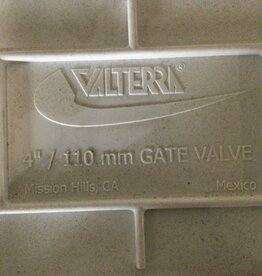 VALTERRA®
4" / 110 mm GATE VALVE
Mission Hills, CA Mexico